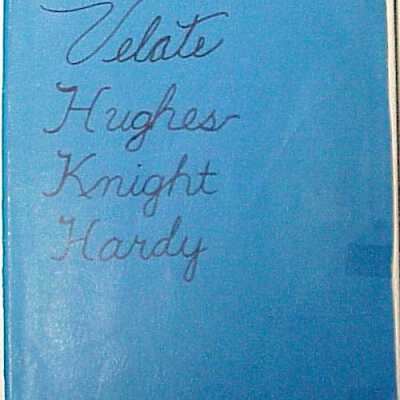 Velate
Hughes
Knight
Hardy